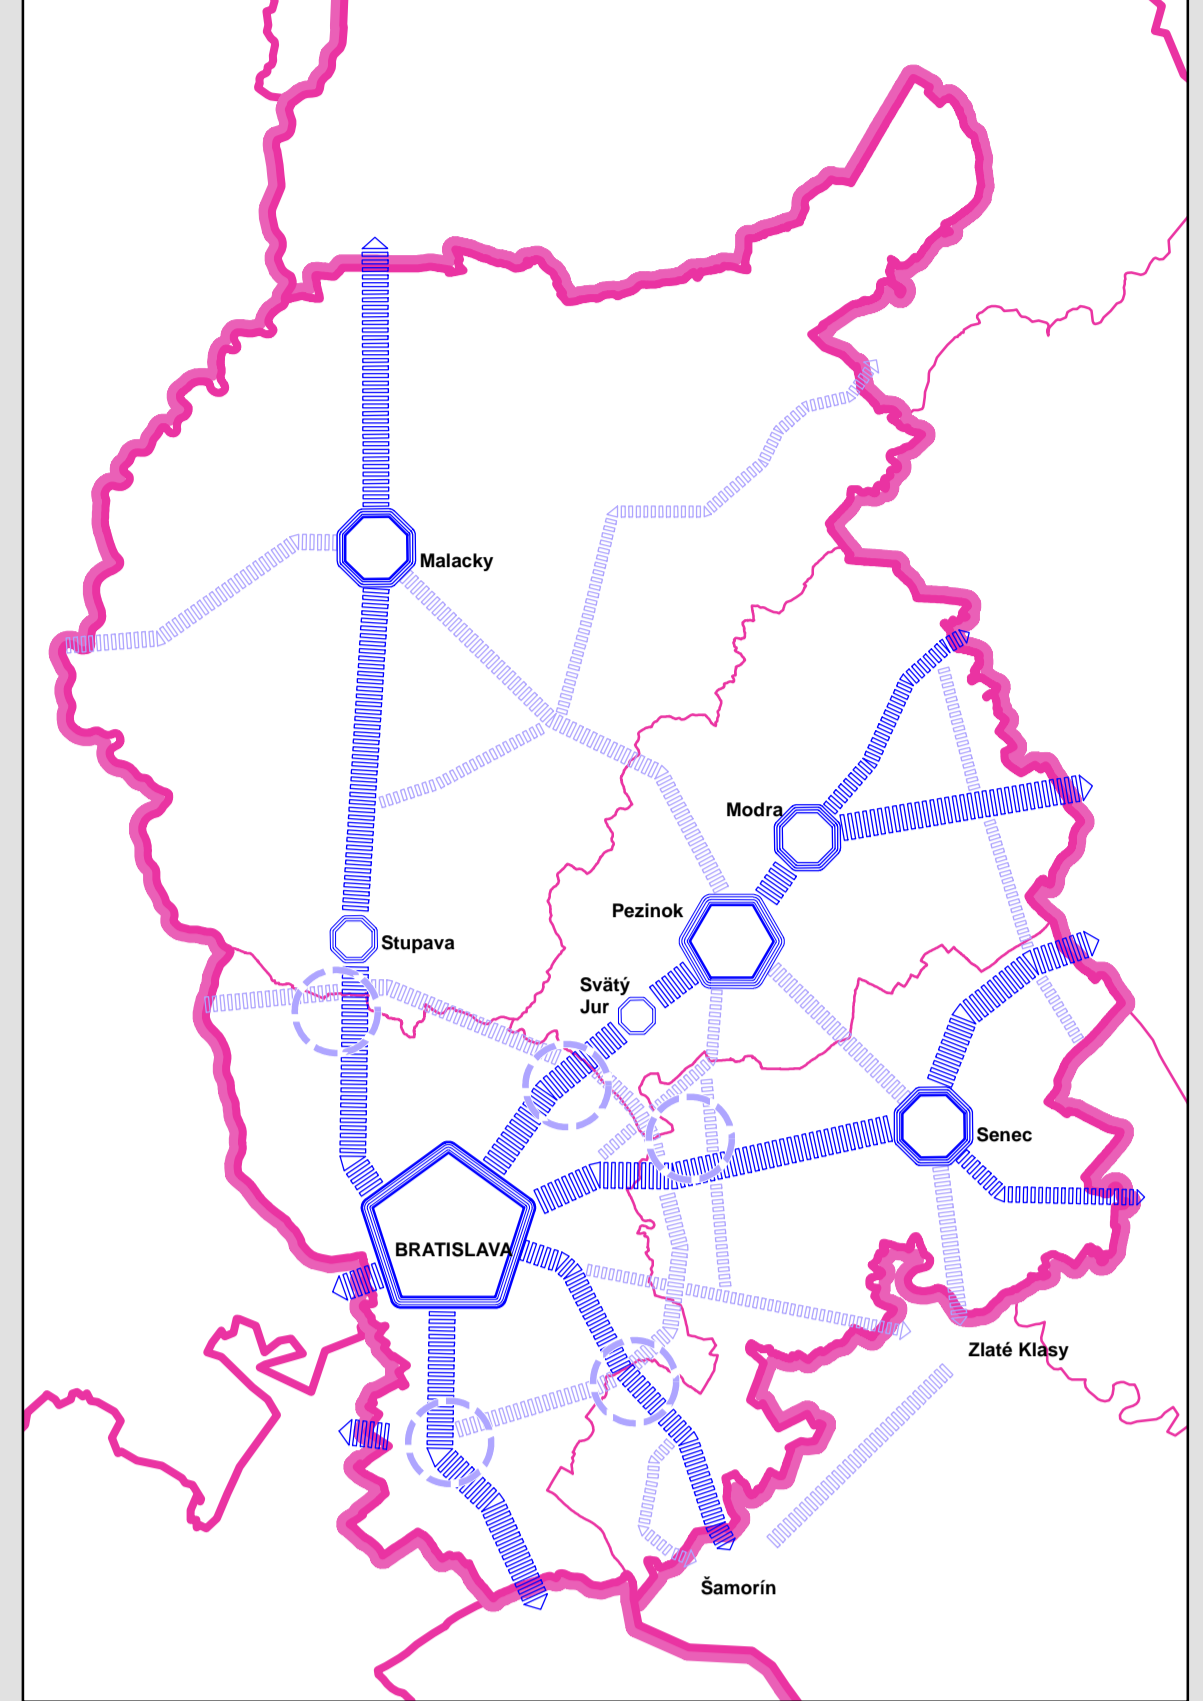 Malacky
Modra
Pezinok
Stupava
Svätý
Jur
Senec
BRATISLAVA
Zlaté Klasy
Šamorín